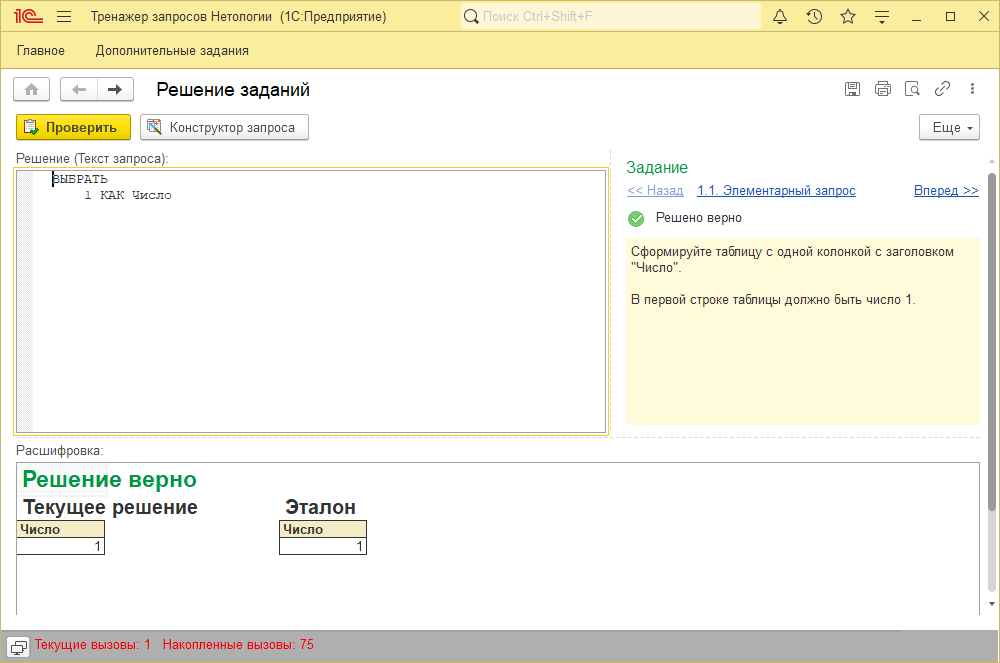 Тренажер запросов Нетологии (1С:Предприятие)
Поиск Ctrl+Shift+F
Главное Дополнительные задания
Решение заданий
Проверить Конструктор запроса Еще
Решение (Текст запроса):
ВЫБРАТЬ
1 КАК Число
Задание
<< Назад 1.1. Элементарный запрос Вперед >>
Решено верно
Сформируйте таблицу с одной колонкой с заголовком
"Число".
В первой строке таблицы должно быть число 1.
Расшифровка:
Решение верно
Текущее решение Эталон
Число Число
1 1
Текущие вызовы: 1 Накопленные вызовы: 75